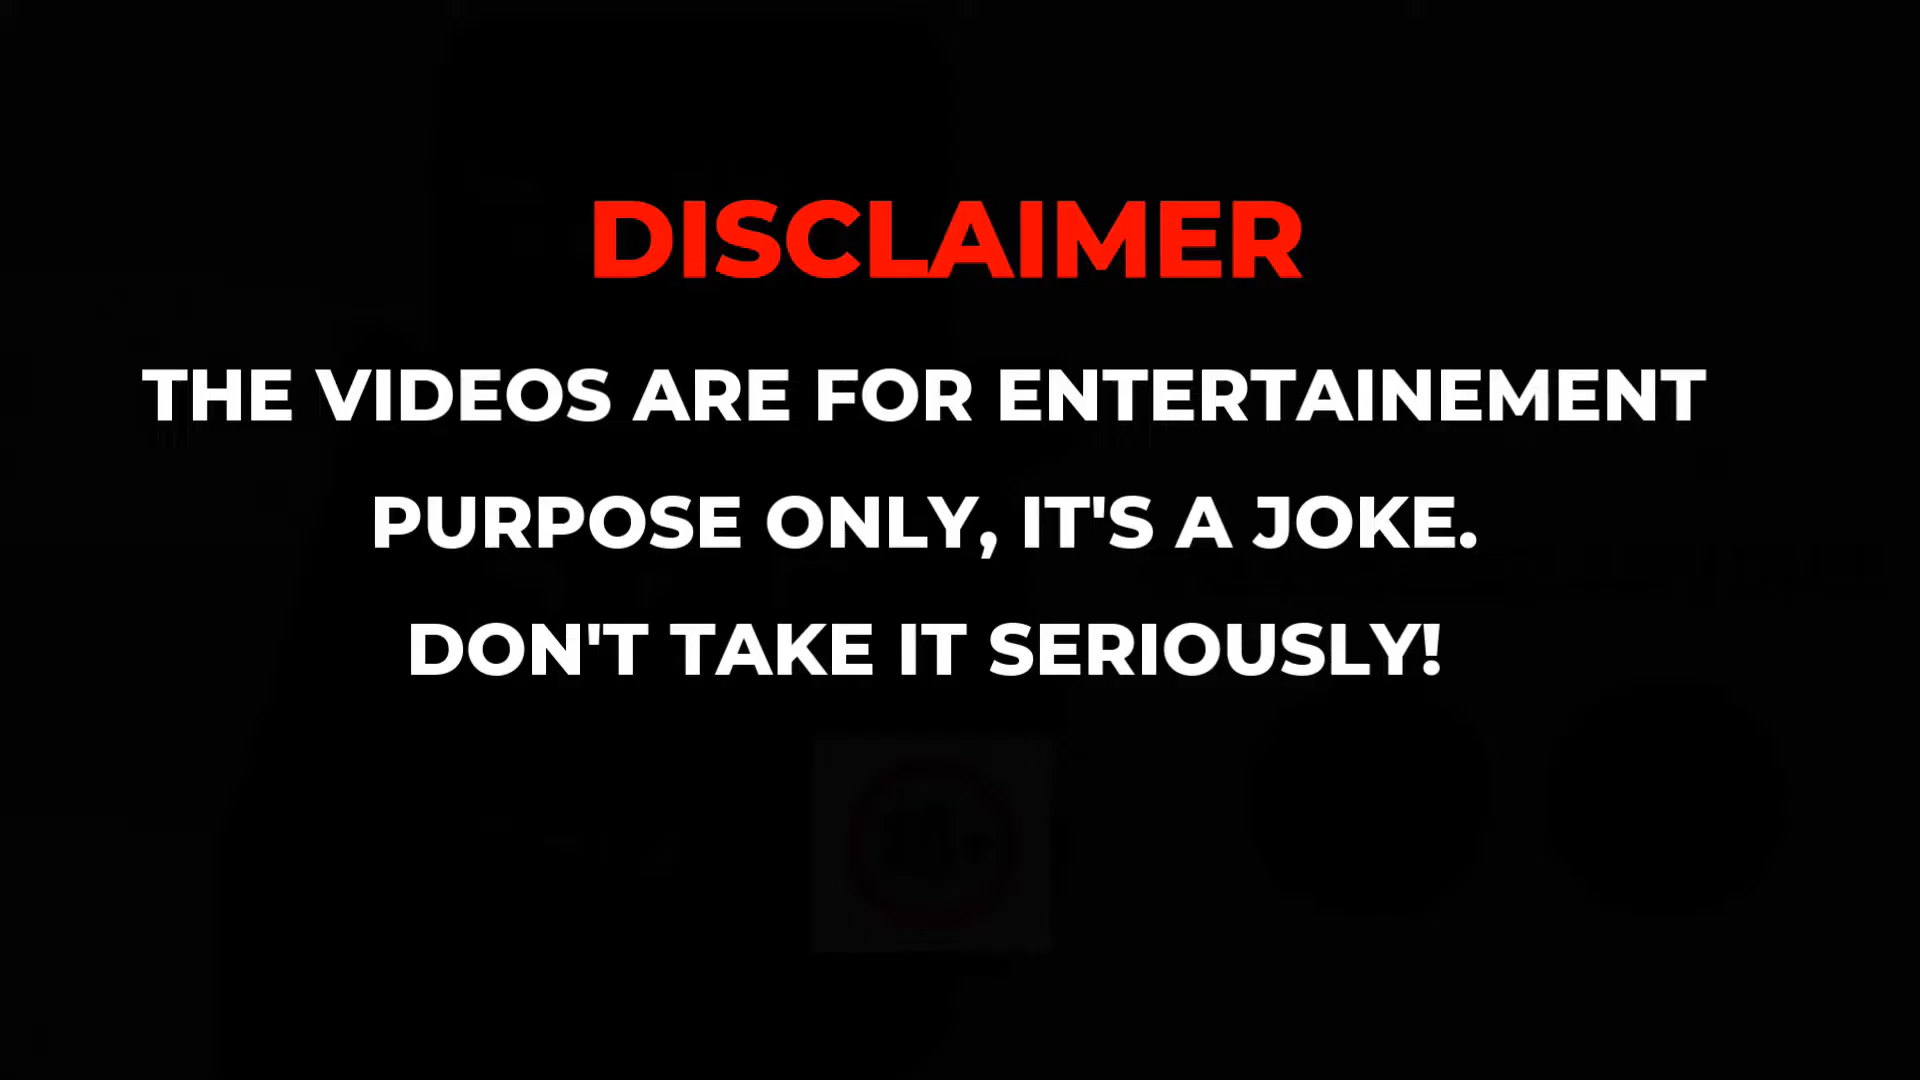 DISCLAIMER
THE VIDEOS ARE FOR ENTERTAINEMENT
PURPOSE ONLY, IT'S A JOKE.
DON'T TAKE IT SERIOUSLY!